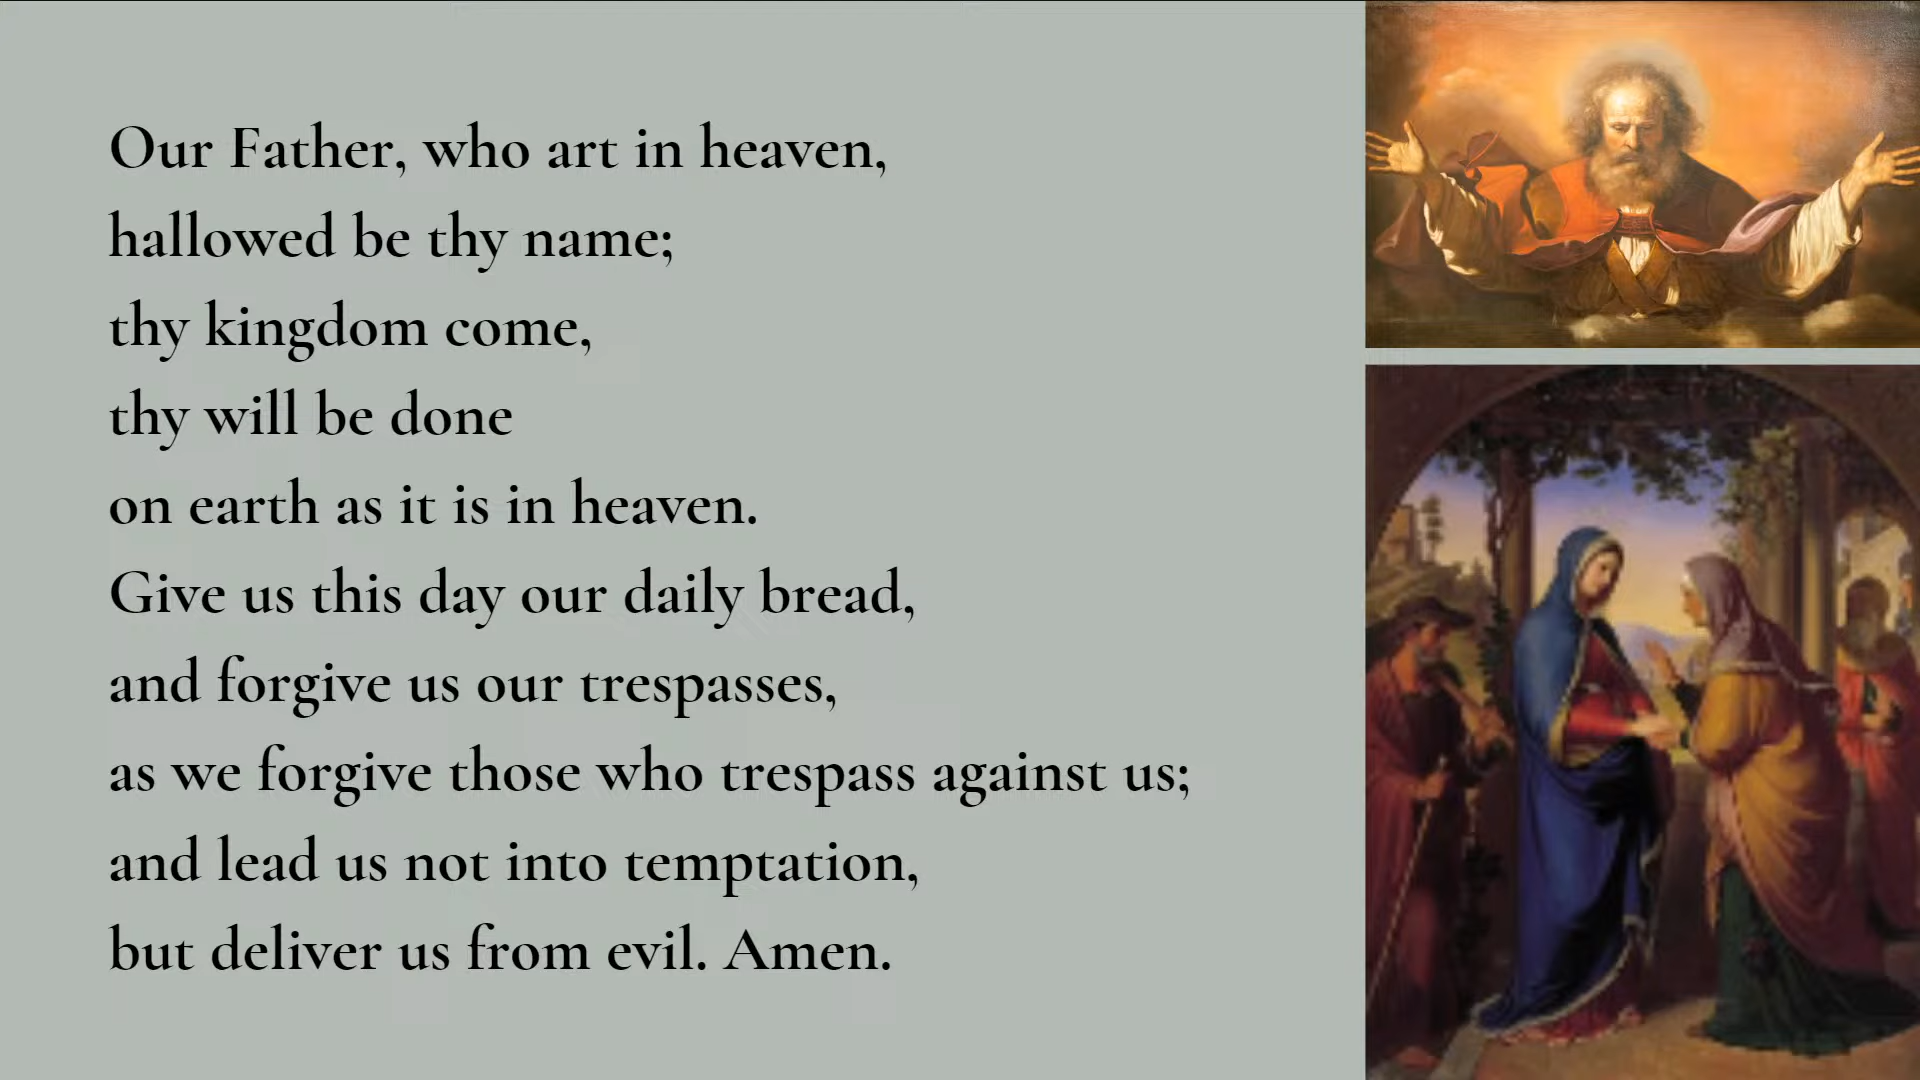 Our Father, who art in heaven,
hallowed be thy name;
thy kingdom come,
thy will be done
on earth as it is in heaven.
Give us this day our daily bread,
and forgive us our trespasses,
as we forgive those who trespass against us;
and lead us not into temptation,
but deliver us from evil. Amen.